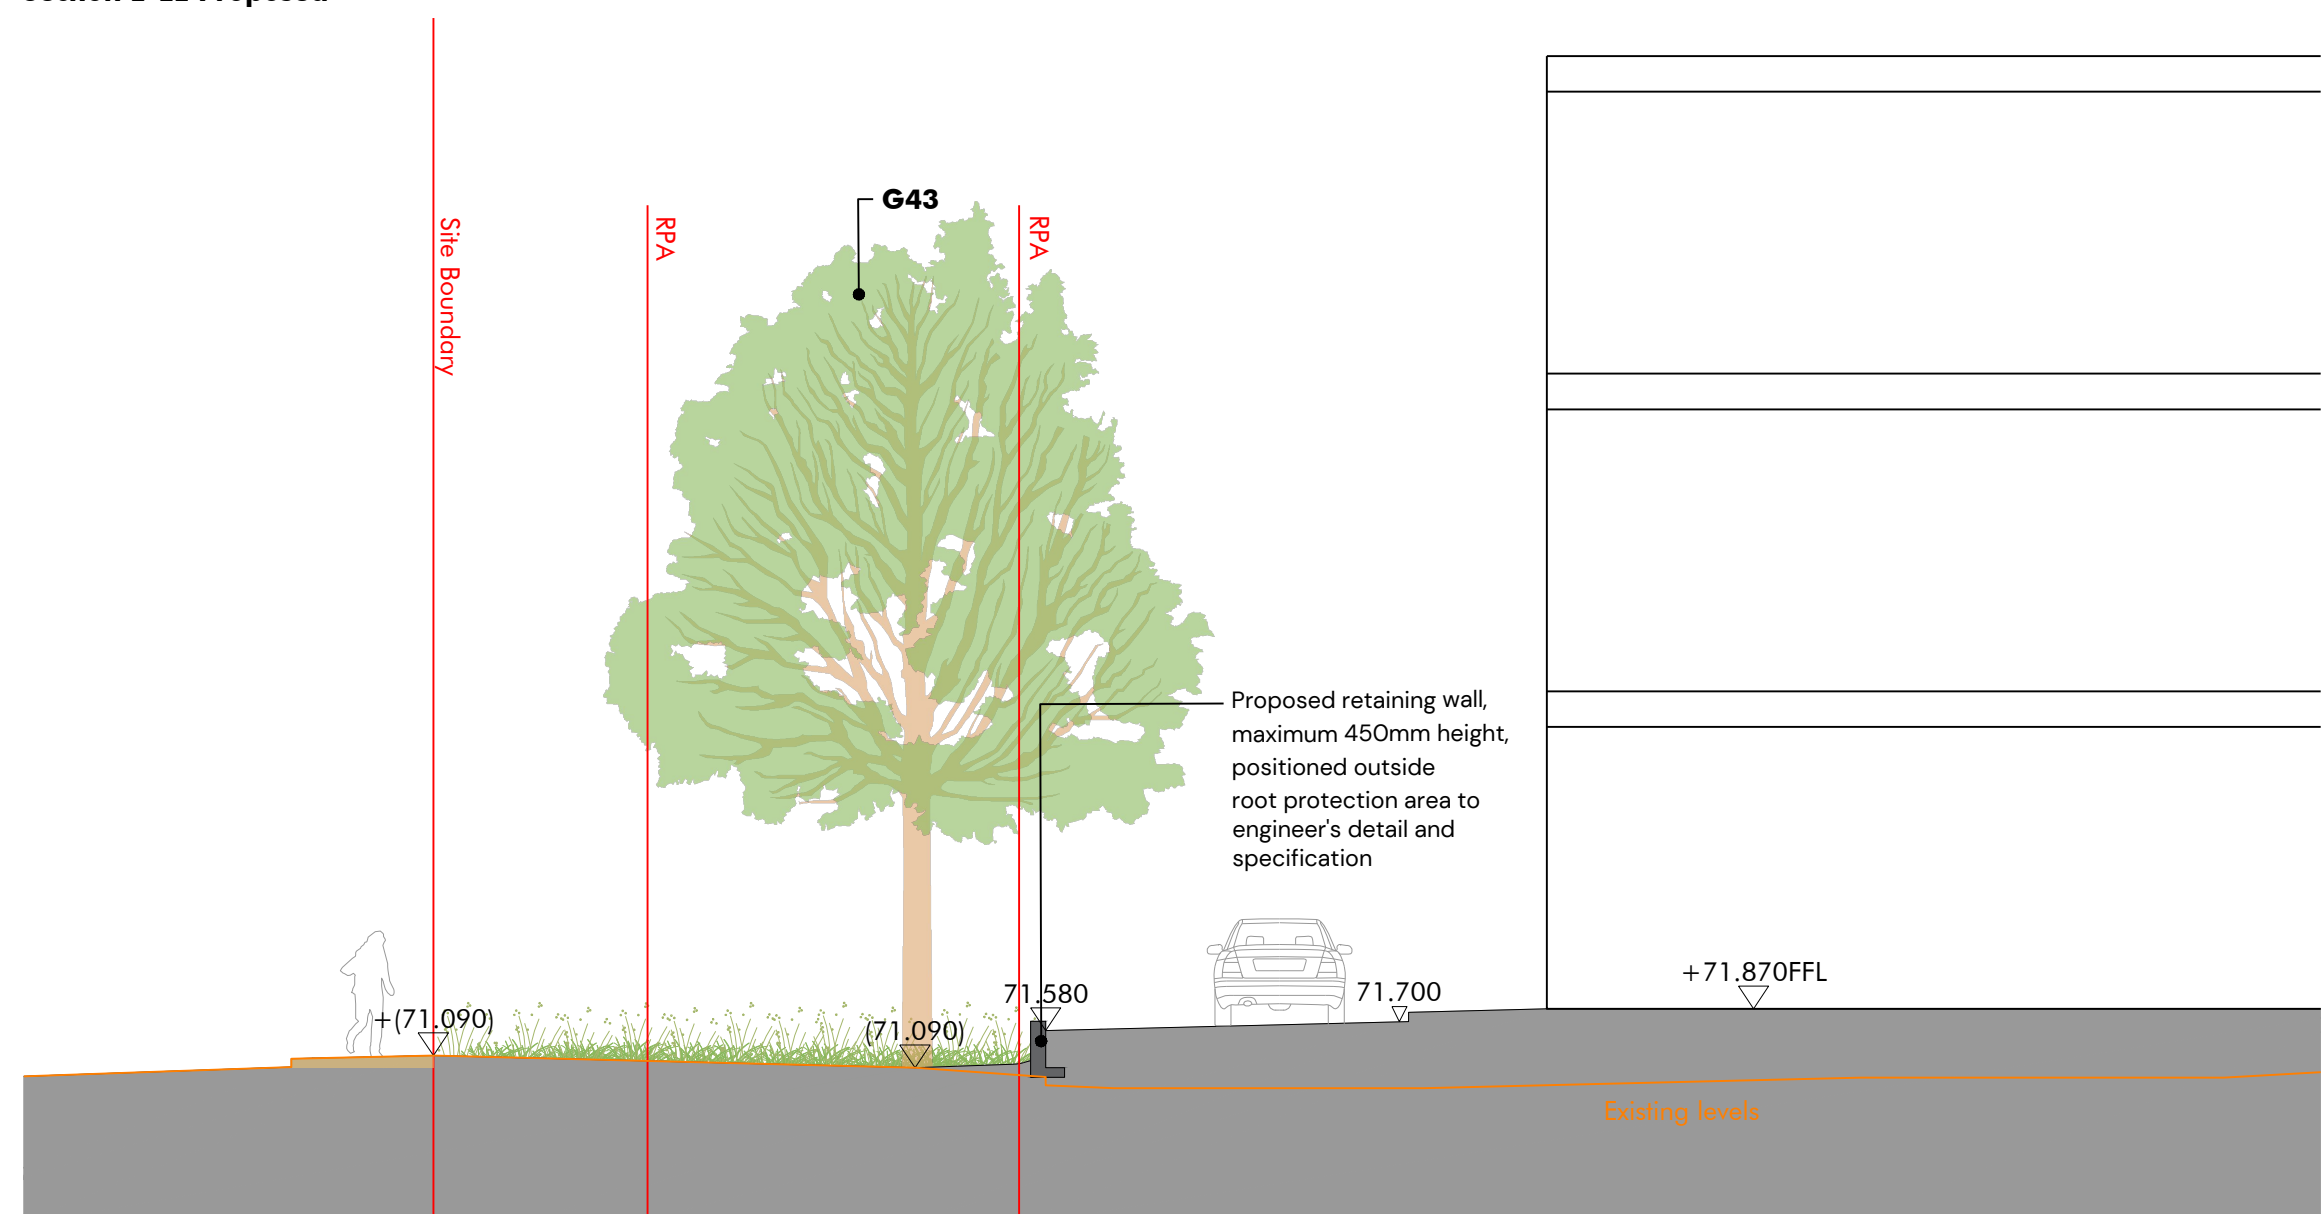 G43
Site Boundary
RPA
RPA
Proposed retaining wall,
maximum 450mm height,
positioned outside
root protection area to
engineer's detail and
specification
+(71.090)
(71.090)
71.580
71.700
+71.870FFL
Existing levels